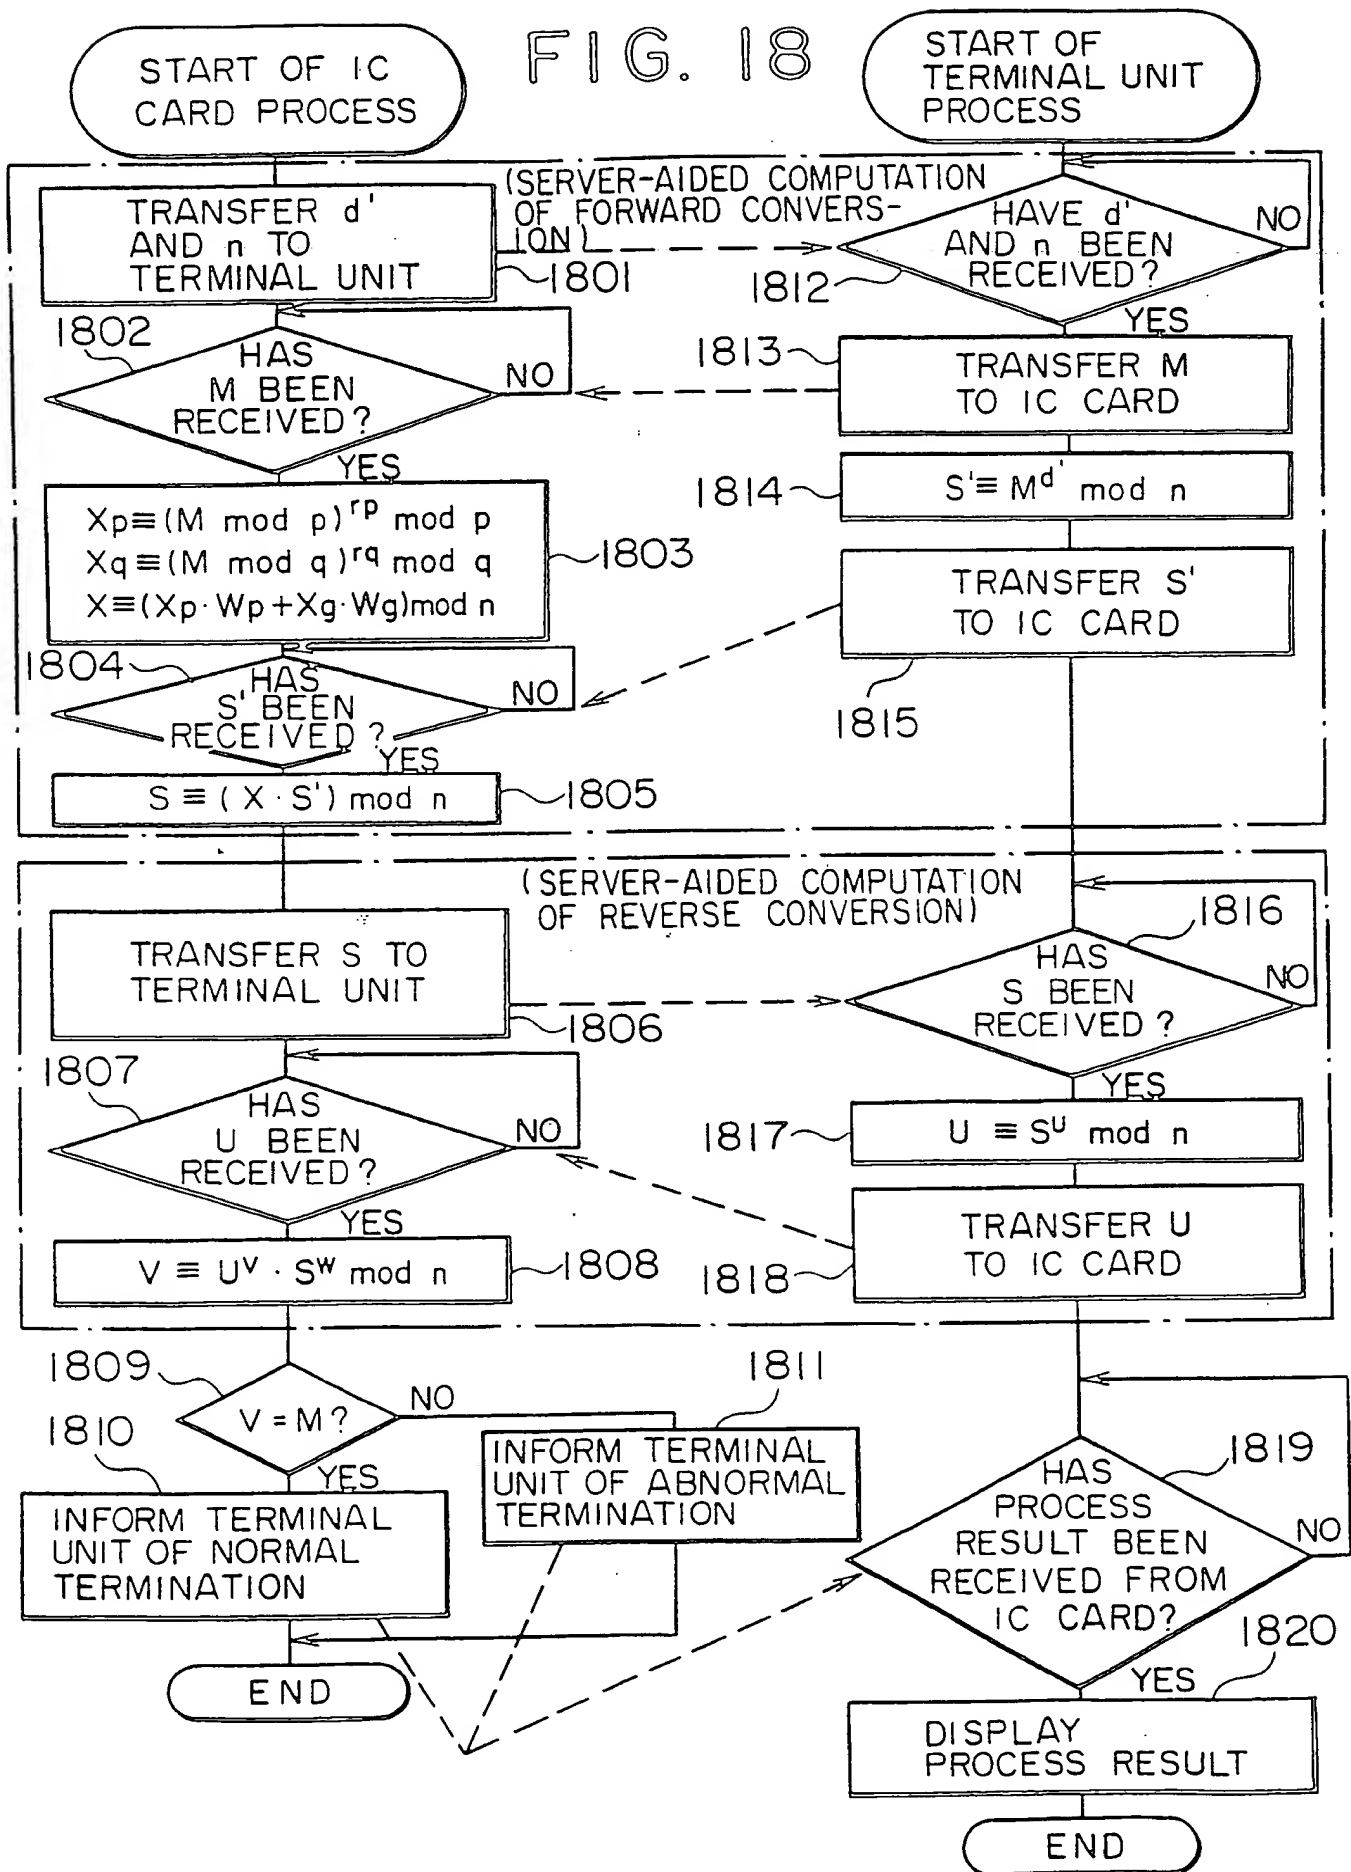 FIG. 18
START OF IC
CARD PROCESS
START OF
TERMINAL UNIT
PROCESS
(SERVER-AIDED COMPUTATION
OF FORWARD CONVERS-
ION)
TRANSFER d'
AND n TO
TERMINAL UNIT
1801
HAVE d'
AND n BEEN
RECEIVED?
NO
1812
YES
1802
HAS
M BEEN
RECEIVED?
NO
YES
1813
TRANSFER M
TO IC CARD
1814
S'≡M^d' mod n
Xp≡(M mod p)^rp mod p
Xq≡(M mod q)^rq mod q
X≡(Xp·Wp+Xg·Wg)mod n
1803
TRANSFER S'
TO IC CARD
1815
1804
HAS
S' BEEN
RECEIVED?
NO
YES
S≡(X·S') mod n
1805
(SERVER-AIDED COMPUTATION
OF REVERSE CONVERSION)
TRANSFER S TO
TERMINAL UNIT
1806
1816
HAS
S BEEN
RECEIVED?
NO
YES
1807
HAS
U BEEN
RECEIVED?
NO
YES
1817
U ≡ S^U mod n
TRANSFER U
TO IC CARD
1818
V ≡ U^V · S^W mod n
1808
1809
V = M?
NO
YES
1810
INFORM TERMINAL
UNIT OF NORMAL
TERMINATION
1811
INFORM TERMINAL
UNIT OF ABNORMAL
TERMINATION
END
1819
HAS
PROCESS
RESULT BEEN
RECEIVED FROM
IC CARD?
NO
YES
1820
DISPLAY
PROCESS RESULT
END